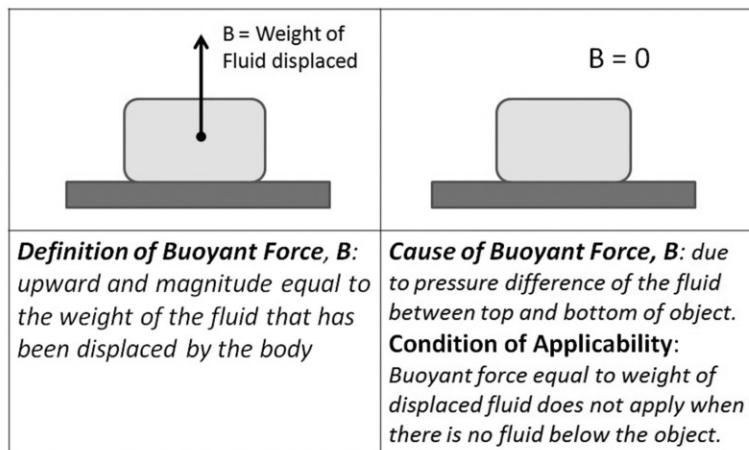 B = Weight of
Fluid displaced
B = 0
Definition of Buoyant Force, B:
upward and magnitude equal to
the weight of the fluid that has
been displaced by the body
Cause of Buoyant Force, B: due
to pressure difference of the fluid
between top and bottom of object.
Condition of Applicability:
Buoyant force equal to weight of
displaced fluid does not apply when
there is no fluid below the object.